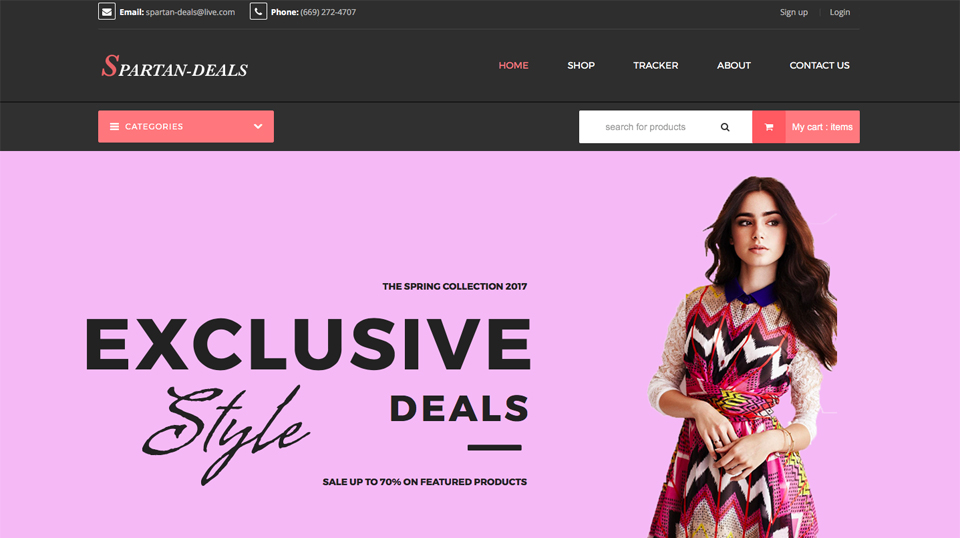 Email: spartan-deals@live.com Phone: (669) 272-4707 Sign up Login
SPARTAN-DEALS HOME SHOP TRACKER ABOUT CONTACT US
CATEGORIES search for products My cart : items
THE SPRING COLLECTION 2017
EXCLUSIVE
Style DEALS
SALE UP TO 70% ON FEATURED PRODUCTS